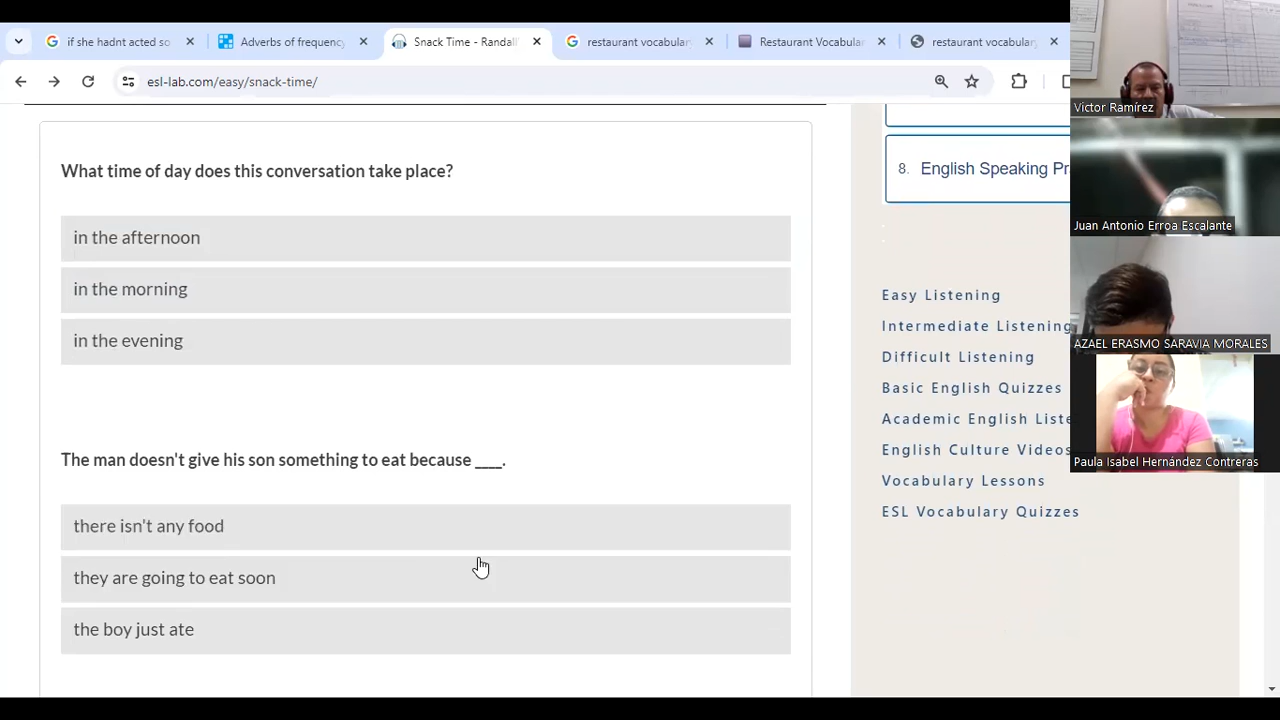 if she hadnt acted so
Adverbs of frequency
Snack Time - Randall'
restaurant vocabulary
Restaurant Vocabular
restaurant vocabular
esl-lab.com/easy/snack-time/
What time of day does this conversation take place?
in the afternoon
in the morning
in the evening
The man doesn't give his son something to eat because ____.
there isn't any food
they are going to eat soon
the boy just ate
8. English Speaking Pr
Easy Listening
Intermediate Listening
Difficult Listening
Basic English Quizzes
Academic English Liste
English Culture Videos
Vocabulary Lessons
ESL Vocabulary Quizzes
Víctor Ramírez
Juan Antonio Erroa Escalante
AZAEL ERASMO SARAVIA MORALES
Paula Isabel Hernández Contreras